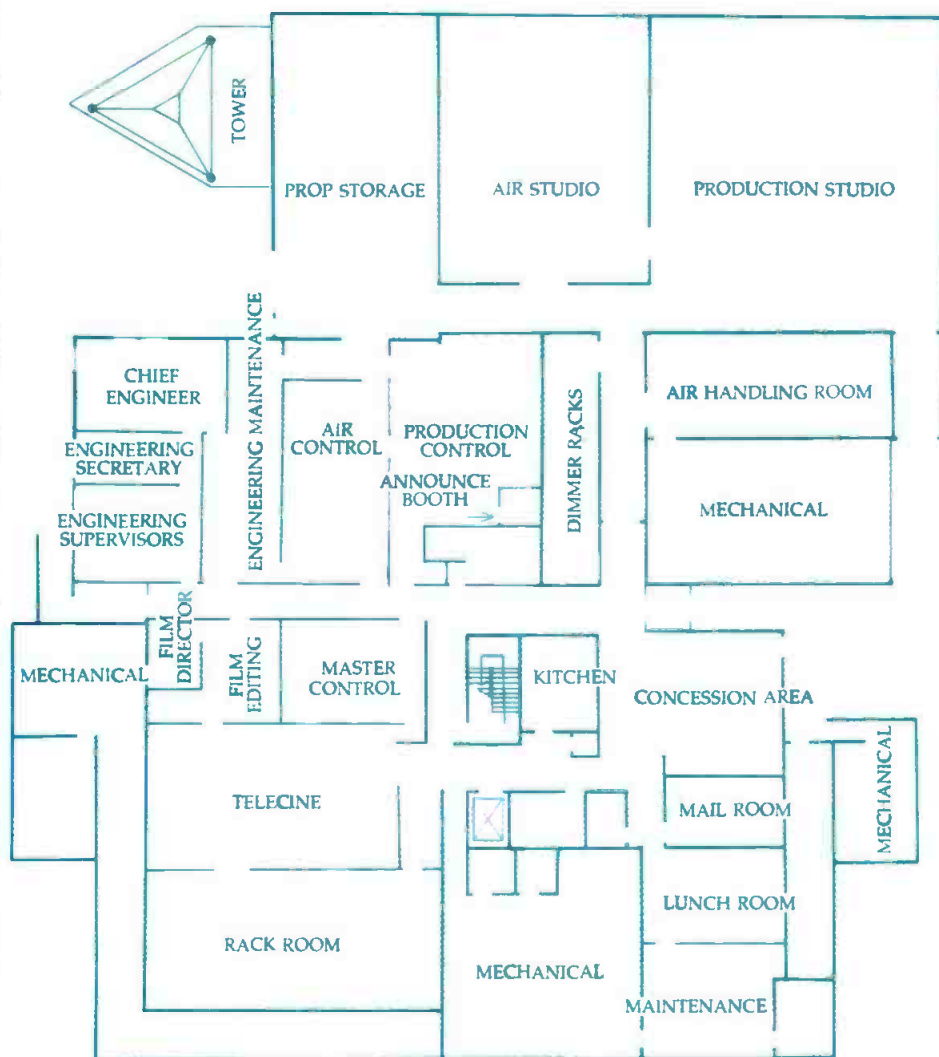 TOWER
PROP STORAGE
AIR STUDIO
PRODUCTION STUDIO
ENGINEERING MAINTENANCE
CHIEF
ENGINEER
AIR
CONTROL
PRODUCTION
CONTROL
DIMMER RACKS
AIR HANDLING ROOM
ENGINEERING
SECRETARY
ANNOUNCE
BOOTH
MECHANICAL
ENGINEERING
SUPERVISORS
FILM
DIRECTOR
MECHANICAL
FILM
EDITING
MASTER
CONTROL
KITCHEN
CONCESSION AREA
MECHANICAL
TELECINE
MAIL ROOM
LUNCH ROOM
RACK ROOM
MECHANICAL
MAINTENANCE